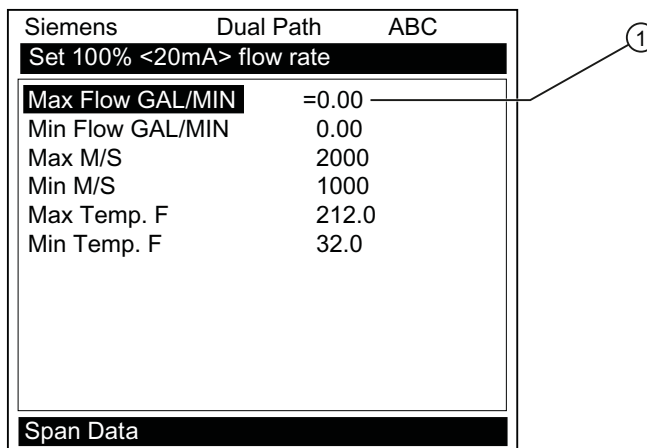 Siemens Dual Path ABC
Set 100% <20mA> flow rate
Max Flow GAL/MIN =0.00
Min Flow GAL/MIN 0.00
Max M/S 2000
Min M/S 1000
Max Temp. F 212.0
Min Temp. F 32.0
Span Data
1